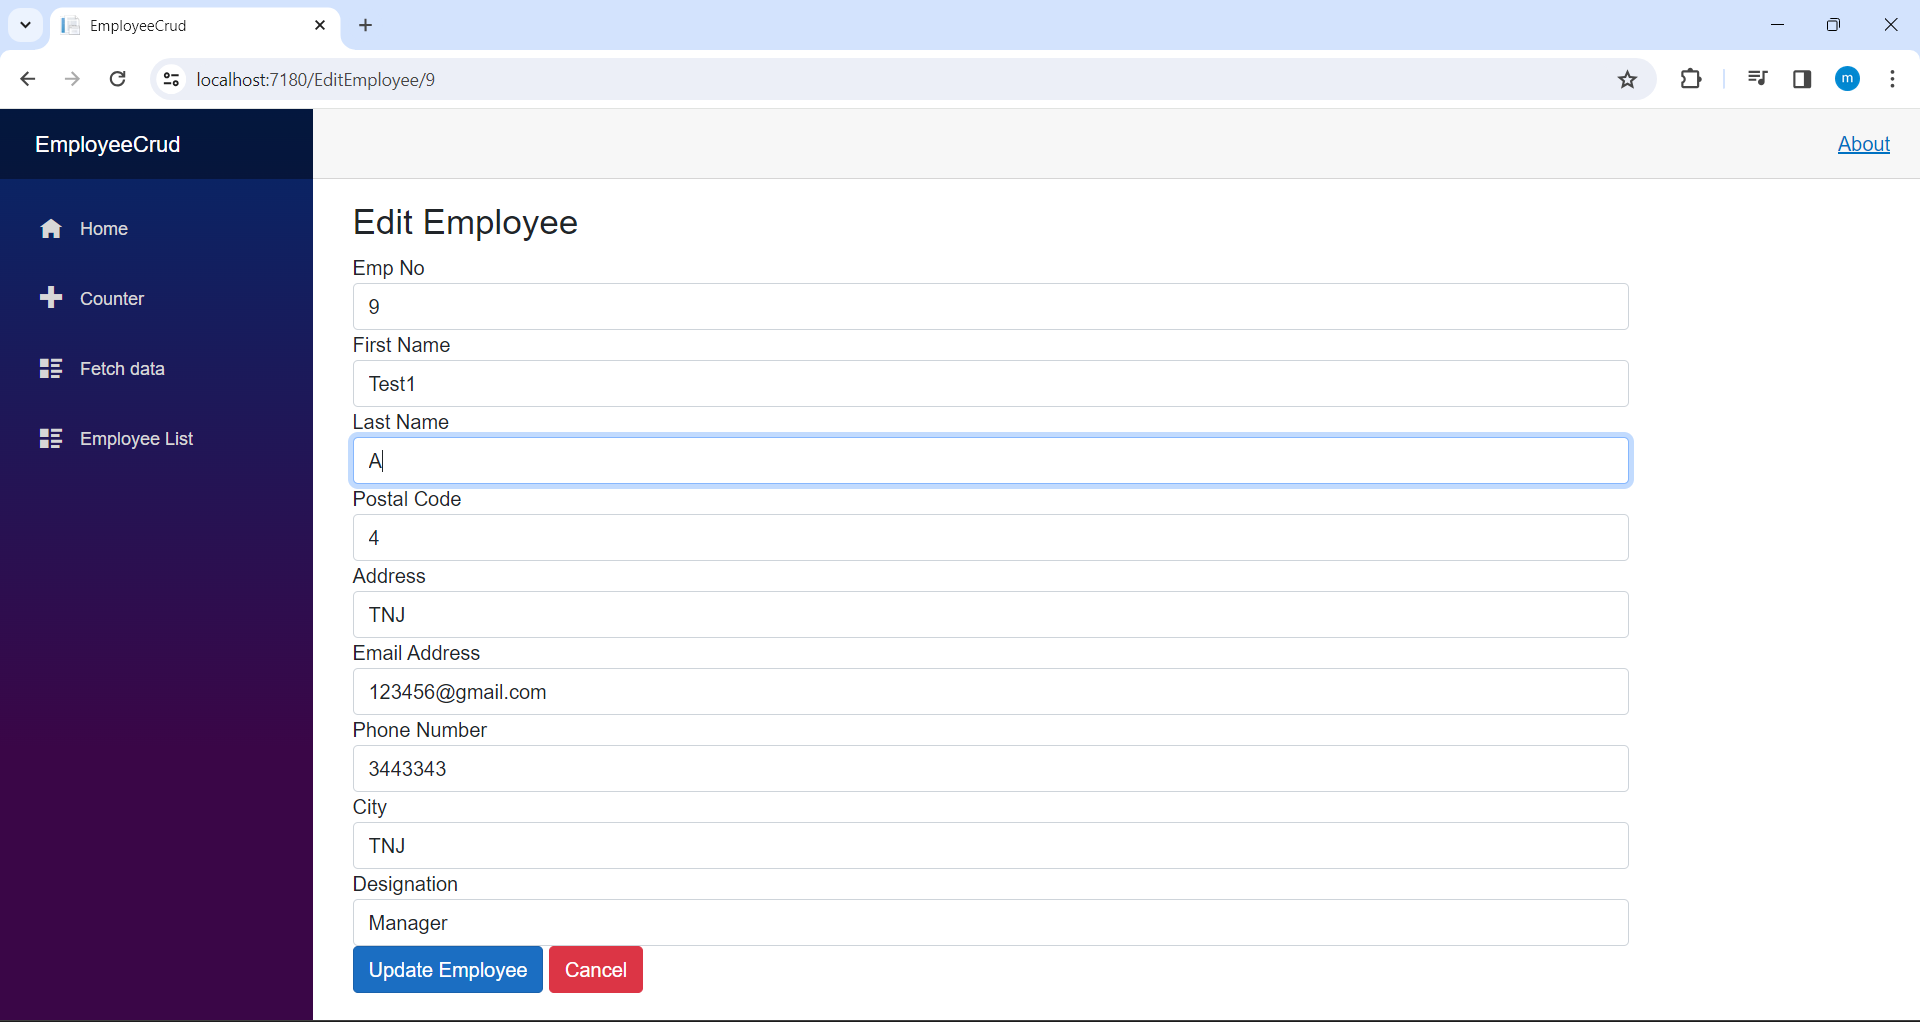 EmployeeCrud
localhost:7180/EditEmployee/9
m
EmployeeCrud
About
Home
Counter
Fetch data
Employee List
Edit Employee
Emp No
9
First Name
Test1
Last Name
A
Postal Code
4
Address
TNJ
Email Address
123456@gmail.com
Phone Number
3443343
City
TNJ
Designation
Manager
Update Employee Cancel